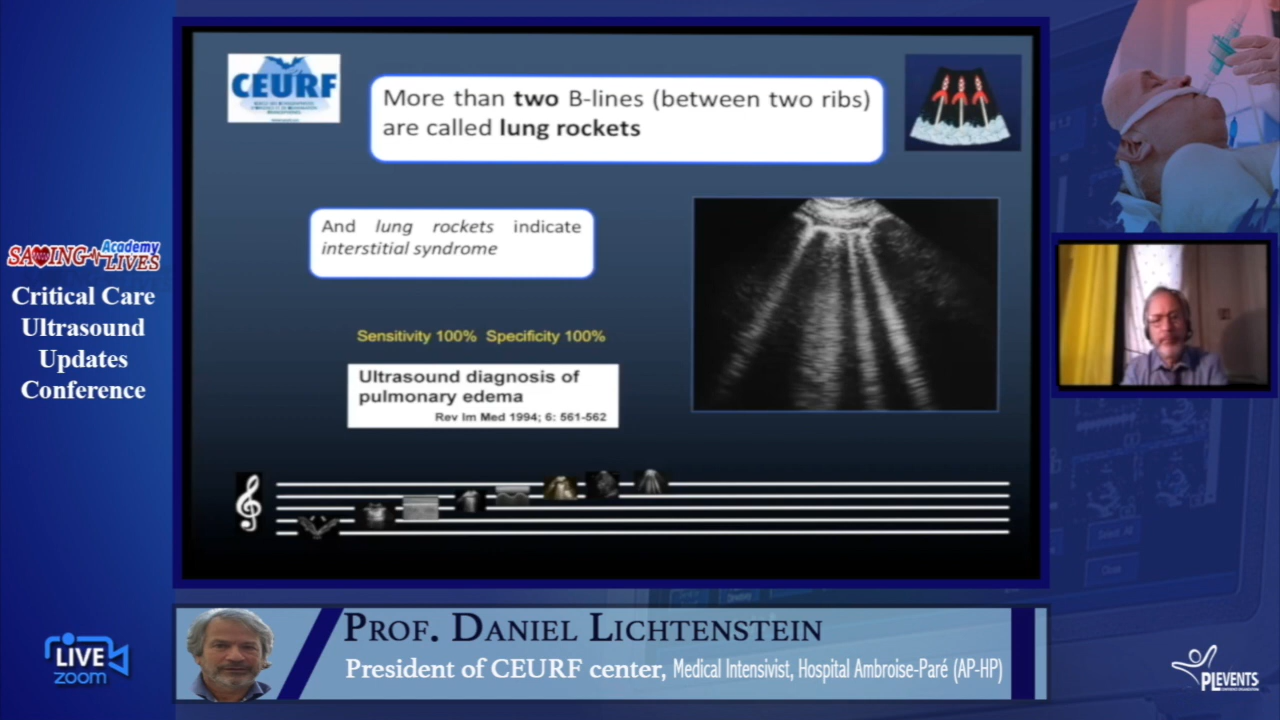 CEURF
More than two B-lines (between two ribs)
are called lung rockets
And lung rockets indicate
interstitial syndrome
Sensitivity 100% Specificity 100%
Ultrasound diagnosis of
pulmonary edema
Rev Im Med 1994; 6: 561-562
SAVING LIVES
Academy
Critical Care
Ultrasound
Updates
Conference
LIVE
zoom
PROF. DANIEL LICHTENSTEIN
President of CEURF center, Medical Intensivist, Hospital Ambroise-Paré (AP-HP)
PLEVENTS